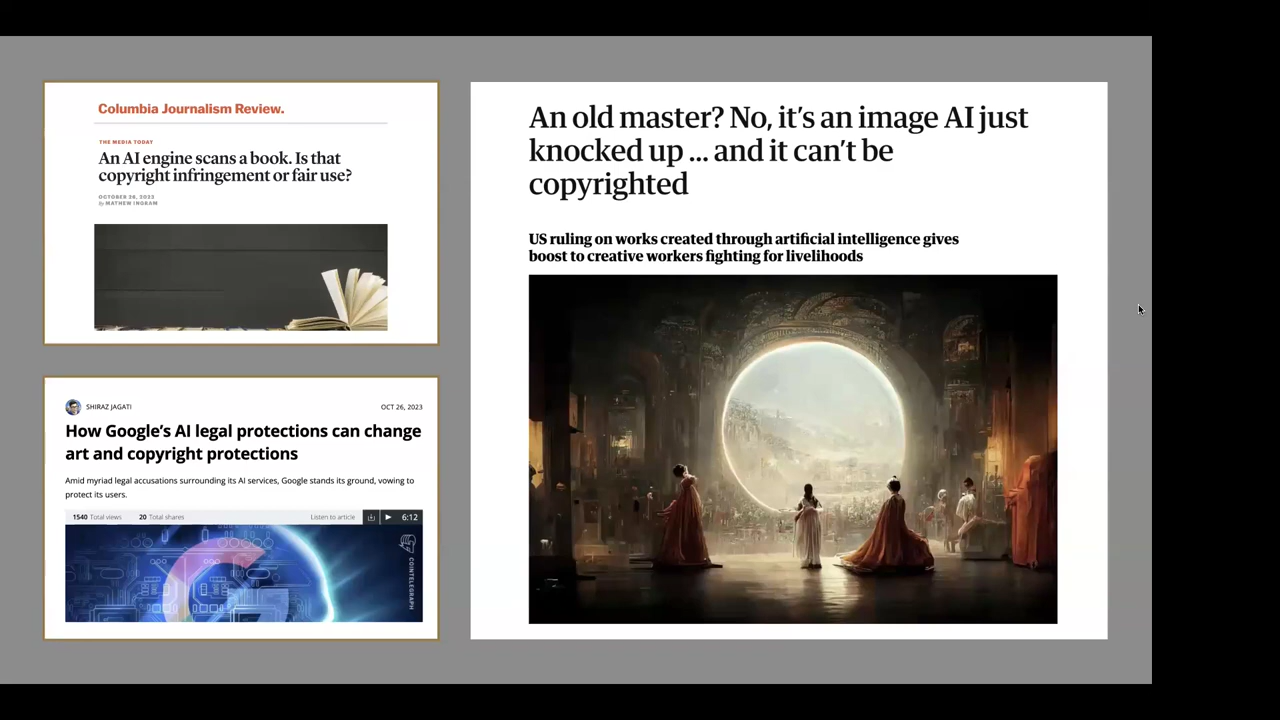 Columbia Journalism Review.
THE MEDIA TODAY
An AI engine scans a book. Is that
copyright infringement or fair use?
OCTOBER 26, 2023
By MATHEW INGRAM
SHIRAZ JAGATI
OCT 26, 2023
How Google’s AI legal protections can change
art and copyright protections
Amid myriad legal accusations surrounding its AI services, Google stands its ground, vowing to
protect its users.
1540 Total views 20 Total shares Listen to article 6:12
COINTELEGRAPH
An old master? No, it’s an image AI just
knocked up ... and it can’t be
copyrighted
US ruling on works created through artificial intelligence gives
boost to creative workers fighting for livelihoods